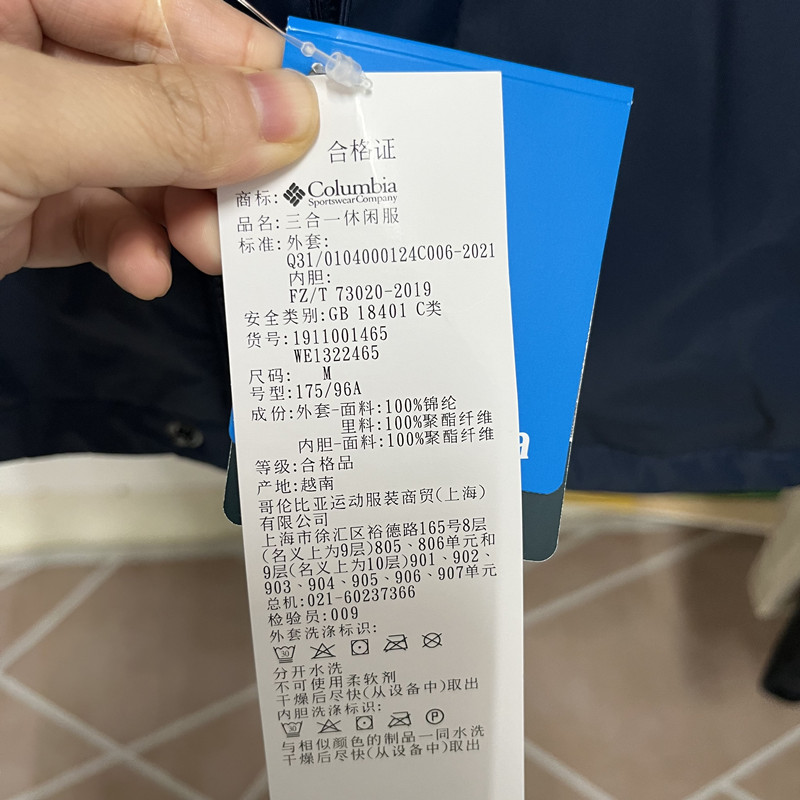 合格证
商标: Columbia
Sportswear Company
品名:三合一休闲服
标准:外套:
Q31/0104000124C006-2021
内胆:
FZ/T 73020-2019
安全类别:GB 18401 C类
货号:1911001465
WE1322465
尺码: M
号型:175/96A
成份:外套-面料:100%锦纶
里料:100%聚酯纤维
内胆-面料:100%聚酯纤维
等级:合格品
产地:越南
哥伦比亚运动服装商贸(上海)
有限公司
上海市徐汇区裕德路165号8层
(名义上为9层)805、806单元和
9层(名义上为10层)901、902、
903、904、905、906、907单元
总机:021-60237366
检验员:009
外套洗涤标识:
30
分开水洗
不可使用柔软剂
干燥后尽快(从设备中)取出
内胆洗涤标识:
30 P
与相似颜色的制品一同水洗
干燥后尽快(从设备中)取出
a